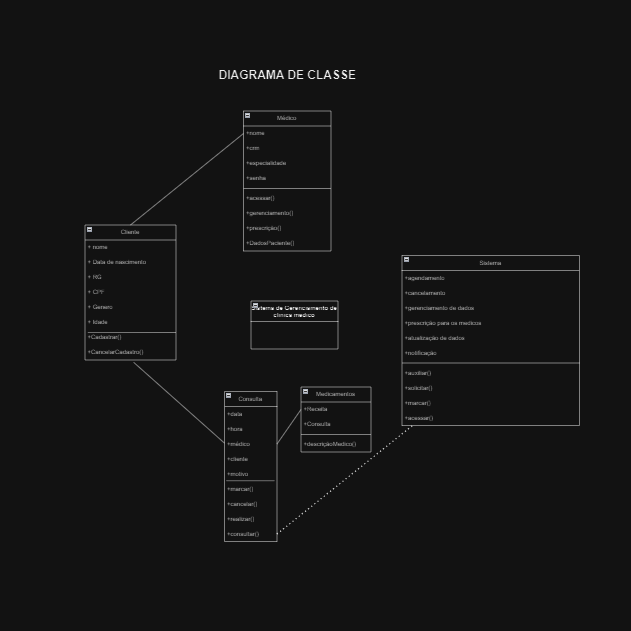 DIAGRAMA DE CLASSE
Médico
+nome
+crm
+especialidade
+senha
+acessar()
+gerenciamento()
+prescrição()
+DadosPaciente()
Cliente
+ nome
+ Data de nascimento
+ RG
+ CPF
+ Genero
+ Idade
+Cadastrar()
+CancelarCadastro()
Sistema
+agendamento
+cancelamento
+gerenciamento de dados
+prescrição para os medicos
+atualização de dados
+notificação
+auxiliar()
+solicitar()
+marcar()
+acessar()
Sistema de Gerenciamento de
clínica medico
Consulta
+data
+hora
+médico
+cliente
+motivo
+marcar()
+cancelar()
+realizar()
+consultar()
Medicamentos
+Receita
+Consulta
+descriçãoMedico()